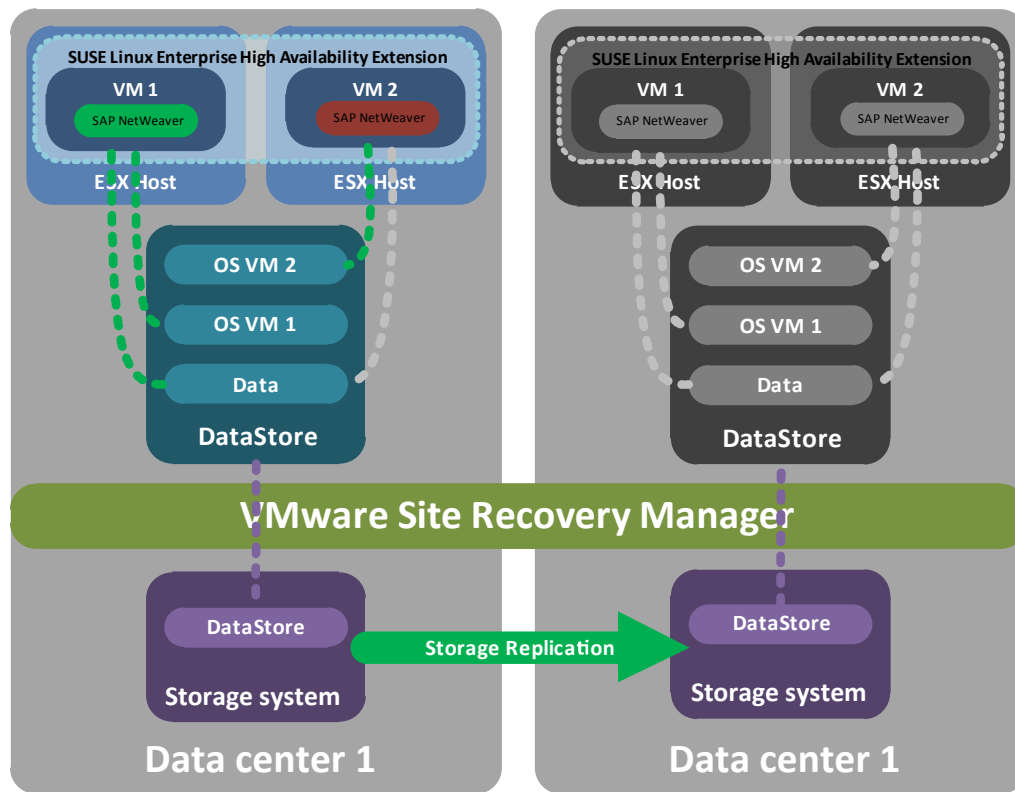 SUSE Linux Enterprise High Availability Extension
VM 1
SAP NetWeaver
VM 2
SAP NetWeaver
ESX Host
ESX Host
OS VM 2
OS VM 1
Data
DataStore
SUSE Linux Enterprise High Availability Extension
VM 1
SAP NetWeaver
VM 2
SAP NetWeaver
ESX Host
ESX Host
OS VM 2
OS VM 1
Data
DataStore
VMware Site Recovery Manager
DataStore
Storage system
Storage Replication
DataStore
Storage system
Data center 1
Data center 1